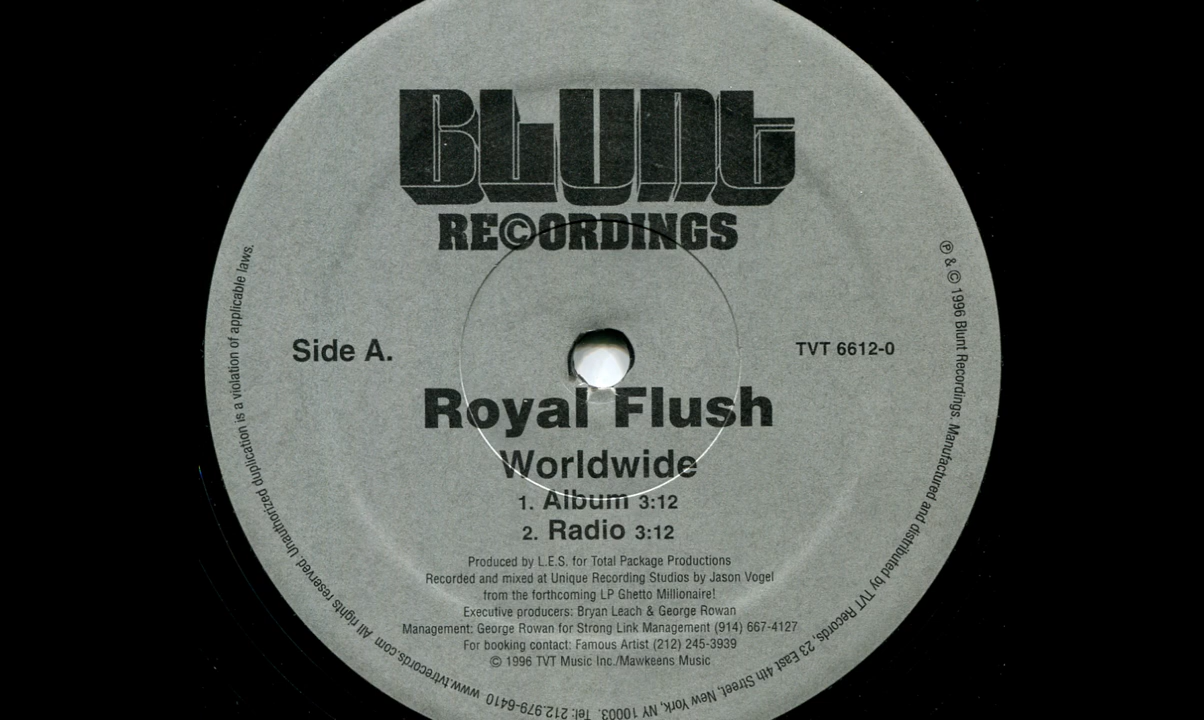 BLUNT
RE©ORDINGS
Side A.
TVT 6612-0
Royal Flush
Worldwide
1. Album 3:12
2. Radio 3:12
Produced by L.E.S. for Total Package Productions
Recorded and mixed at Unique Recording Studios by Jason Vogel
from the forthcoming LP Ghetto Millionaire!
Executive producers: Bryan Leach & George Rowan
Management: George Rowan for Strong Link Management (914) 667-4127
For booking contact: Famous Artist (212) 245-3939
© 1996 TVT Music Inc./Mawkeens Music
℗ & © 1996 Blunt Recordings. Manufactured and distributed by TVT Records, 23 East 4th Street, New York, NY 10003. Tel: 212.979-6410 www.tvtrecords.com All rights reserved. Unauthorized duplication is a violation of applicable laws.